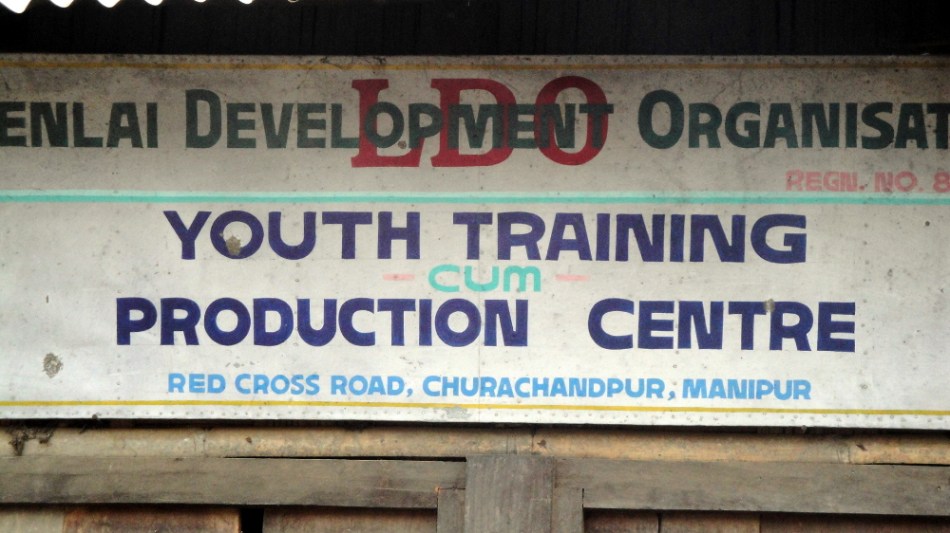 LDO
ENLAI DEVELOPMENT ORGANISAT
REGN. NO. 8
YOUTH TRAINING
- CUM -
PRODUCTION CENTRE
RED CROSS ROAD, CHURACHANDPUR, MANIPUR